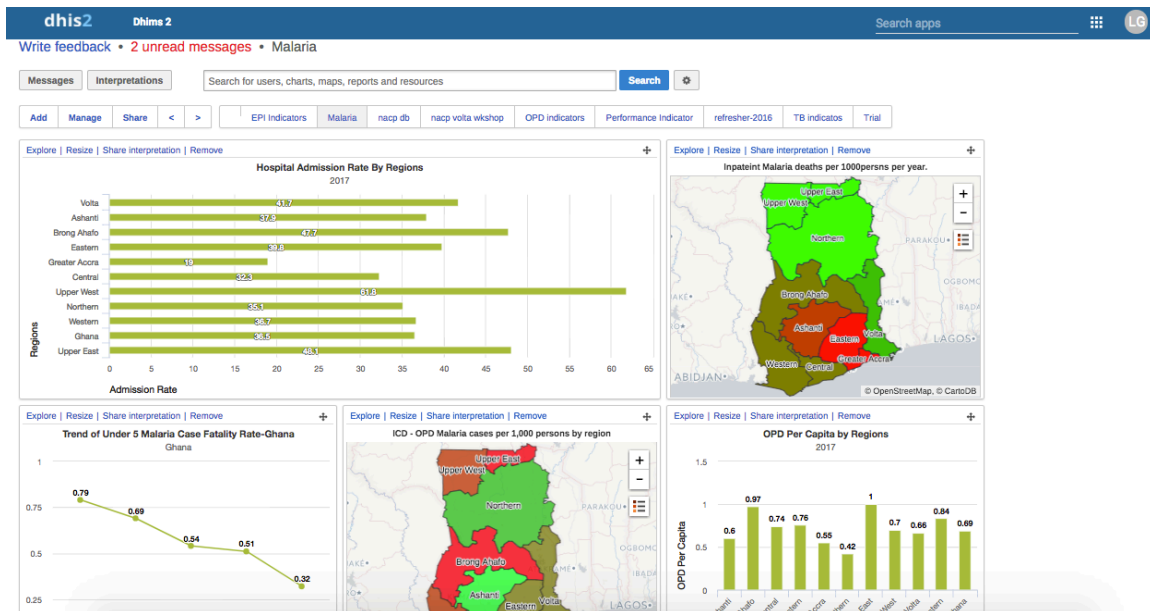 dhis2 Dhims 2 Search apps LG
Write feedback • 2 unread messages • Malaria
Messages Interpretations Search for users, charts, maps, reports and resources Search
Add Manage Share < > EPI Indicators Malaria nacp db nacp volta wkshop OPD indicators Performance Indicator refresher-2016 TB indicatos Trial
Explore | Resize | Share interpretation | Remove
Hospital Admission Rate By Regions
2017
Regions
Volta 41.7
Ashanti 37.9
Brong Ahafo 47.7
Eastern
Greater Accra 19
Central 32.3
Upper West 61.8
Northern 35.1
Western 36.7
Ghana 36.5
Upper East 48.1
0 5 10 15 20 25 30 35 40 45 50 55 60 65
Admission Rate
Explore | Resize | Share interpretation | Remove
Inpateint Malaria deaths per 1000persns per year.
+
-
Upper East
Upper West
Northern
PARAKOU
Brong Ahafo
Ashanti
Eastern
Volta
LAGOS
Western
Central
Greater Accra
ABIDJAN
© OpenStreetMap, © CartoDB
Explore | Resize | Share interpretation | Remove
Trend of Under 5 Malaria Case Fatality Rate-Ghana
Ghana
1
0.75
0.5
0.25
0.79
0.69
0.54
0.51
0.32
Explore | Resize | Share interpretation | Remove
ICD - OPD Malaria cases per 1,000 persons by region
+
-
Upper East
Upper West
Northern
PARAKOU
Brong Ahafo
Ashanti
Eastern
Volta
LAGOS
Explore | Resize | Share interpretation | Remove
OPD Per Capita by Regions
2017
OPD Per Capita
1.5
1
0.5
0
0.6 0.97 0.74 0.76 0.55 0.42 1 0.7 0.66 0.84 0.69